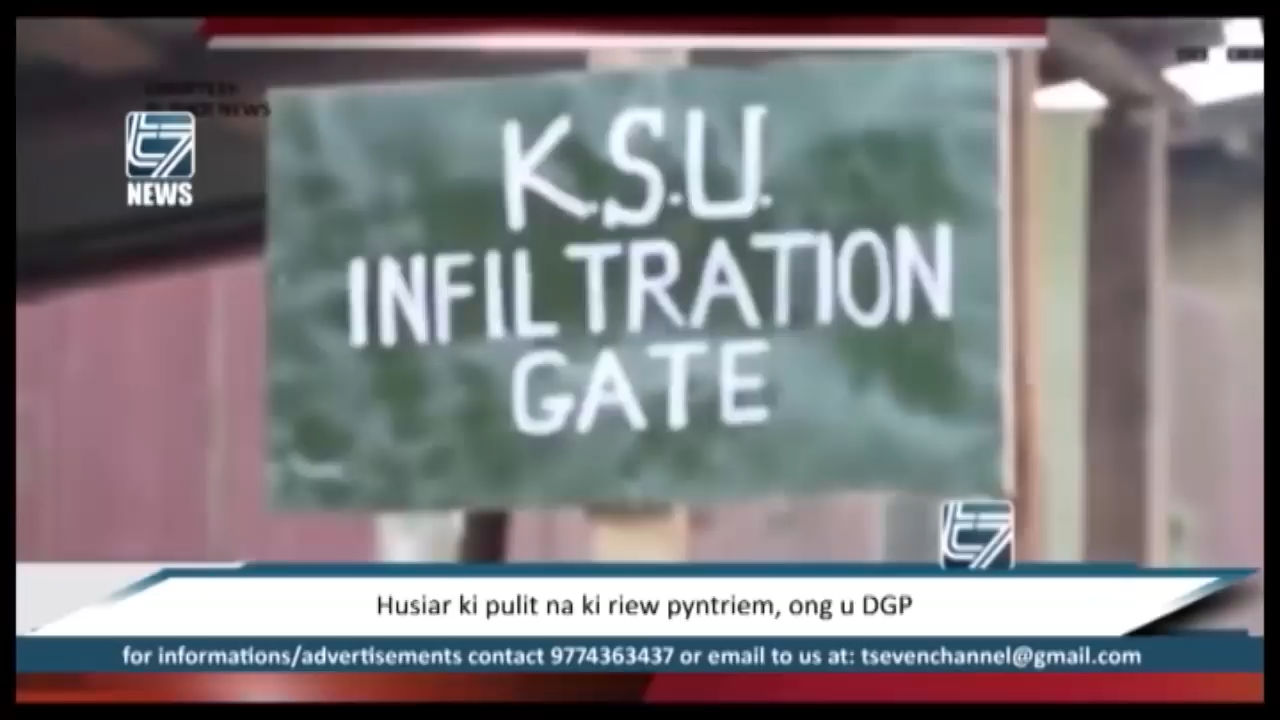 NEWS
K.S.U.
INFILTRATION
GATE
Husiar ki pulit na ki riew pyntriem, ong u DGP
for informations/advertisements contact 9774363437 or email to us at: tsevenchannel@gmail.com